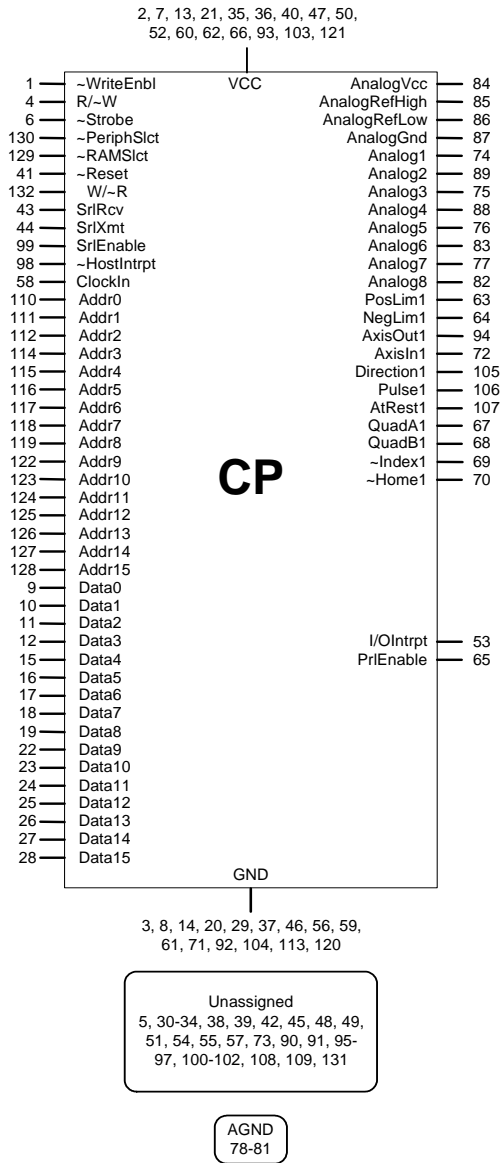 2, 7, 13, 21, 35, 36, 40, 47, 50,
52, 60, 62, 66, 93, 103, 121
VCC
1 ~WriteEnbl
4 R/~W
6 ~Strobe
130 ~PeriphSlct
129 ~RAMSlct
41 ~Reset
132 W/~R
43 SrlRcv
44 SrlXmt
99 SrlEnable
98 ~HostIntrpt
58 ClockIn
110 Addr0
111 Addr1
112 Addr2
114 Addr3
115 Addr4
116 Addr5
117 Addr6
118 Addr7
119 Addr8
122 Addr9
123 Addr10
124 Addr11
125 Addr12
126 Addr13
127 Addr14
128 Addr15
9 Data0
10 Data1
11 Data2
12 Data3
15 Data4
16 Data5
17 Data6
18 Data7
19 Data8
22 Data9
23 Data10
24 Data11
25 Data12
26 Data13
27 Data14
28 Data15
CP
AnalogVcc 84
AnalogRefHigh 85
AnalogRefLow 86
AnalogGnd 87
Analog1 74
Analog2 89
Analog3 75
Analog4 88
Analog5 76
Analog6 83
Analog7 77
Analog8 82
PosLim1 63
NegLim1 64
AxisOut1 94
AxisIn1 72
Direction1 105
Pulse1 106
AtRest1 107
QuadA1 67
QuadB1 68
~Index1 69
~Home1 70
I/OIntrpt 53
PrlEnable 65
GND
3, 8, 14, 20, 29, 37, 46, 56, 59,
61, 71, 92, 104, 113, 120
Unassigned
5, 30-34, 38, 39, 42, 45, 48, 49,
51, 54, 55, 57, 73, 90, 91, 95-
97, 100-102, 108, 109, 131
AGND
78-81